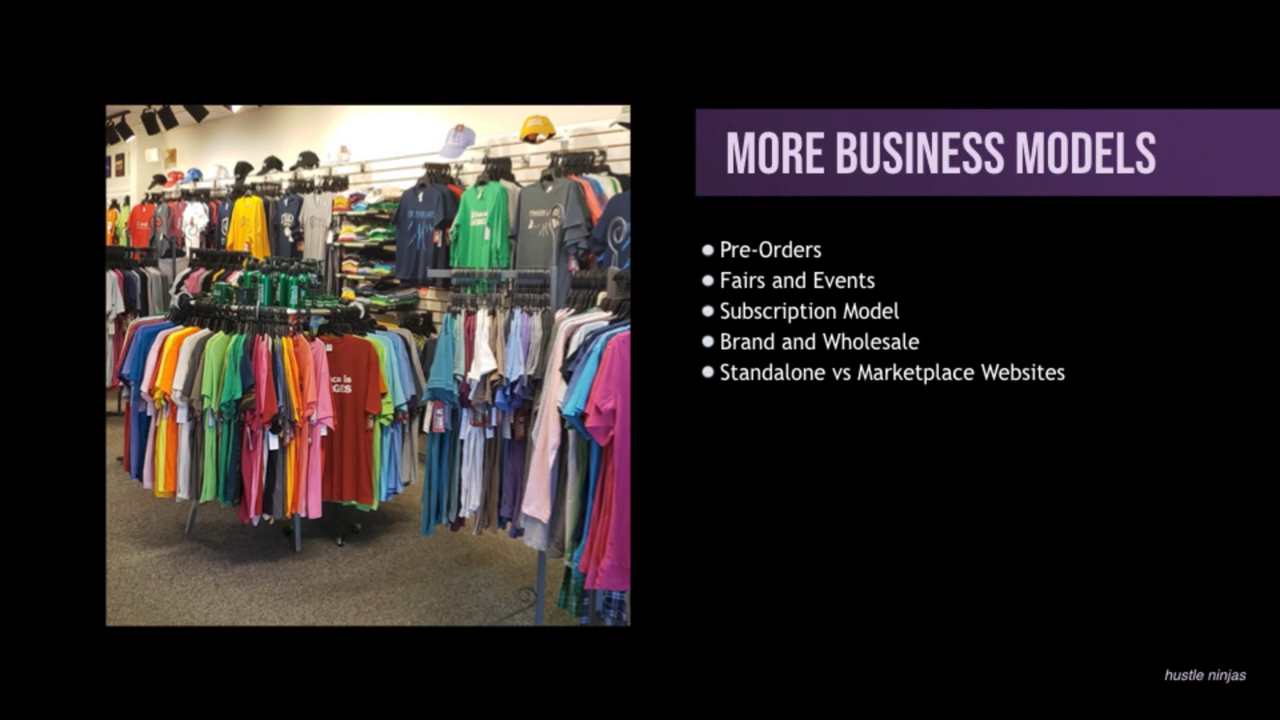 MORE BUSINESS MODELS
Pre-Orders
Fairs and Events
Subscription Model
Brand and Wholesale
Standalone vs Marketplace Websites
hustle ninjas